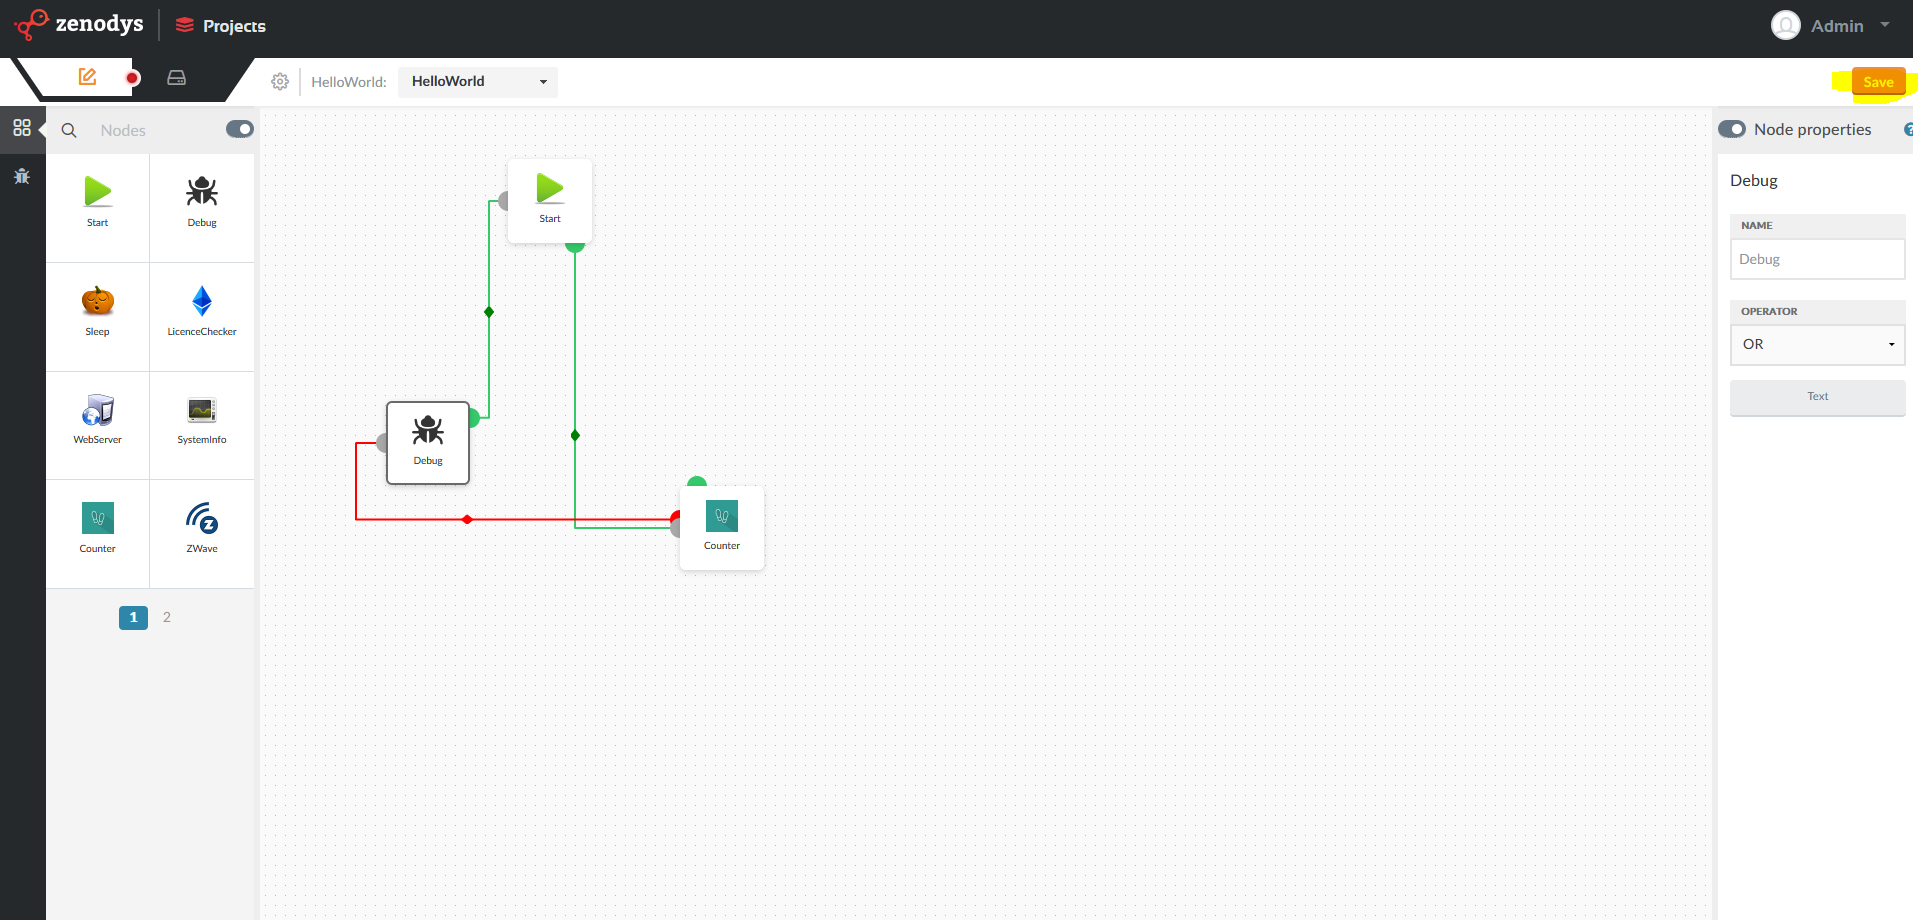 zenodys
Projects
Admin
HelloWorld:
HelloWorld
Save
Nodes
Start
Debug
Sleep
LicenceChecker
WebServer
SystemInfo
Counter
ZWave
1 2
Start
Debug
Counter
Node properties
?
Debug
NAME
Debug
OPERATOR
OR
Text